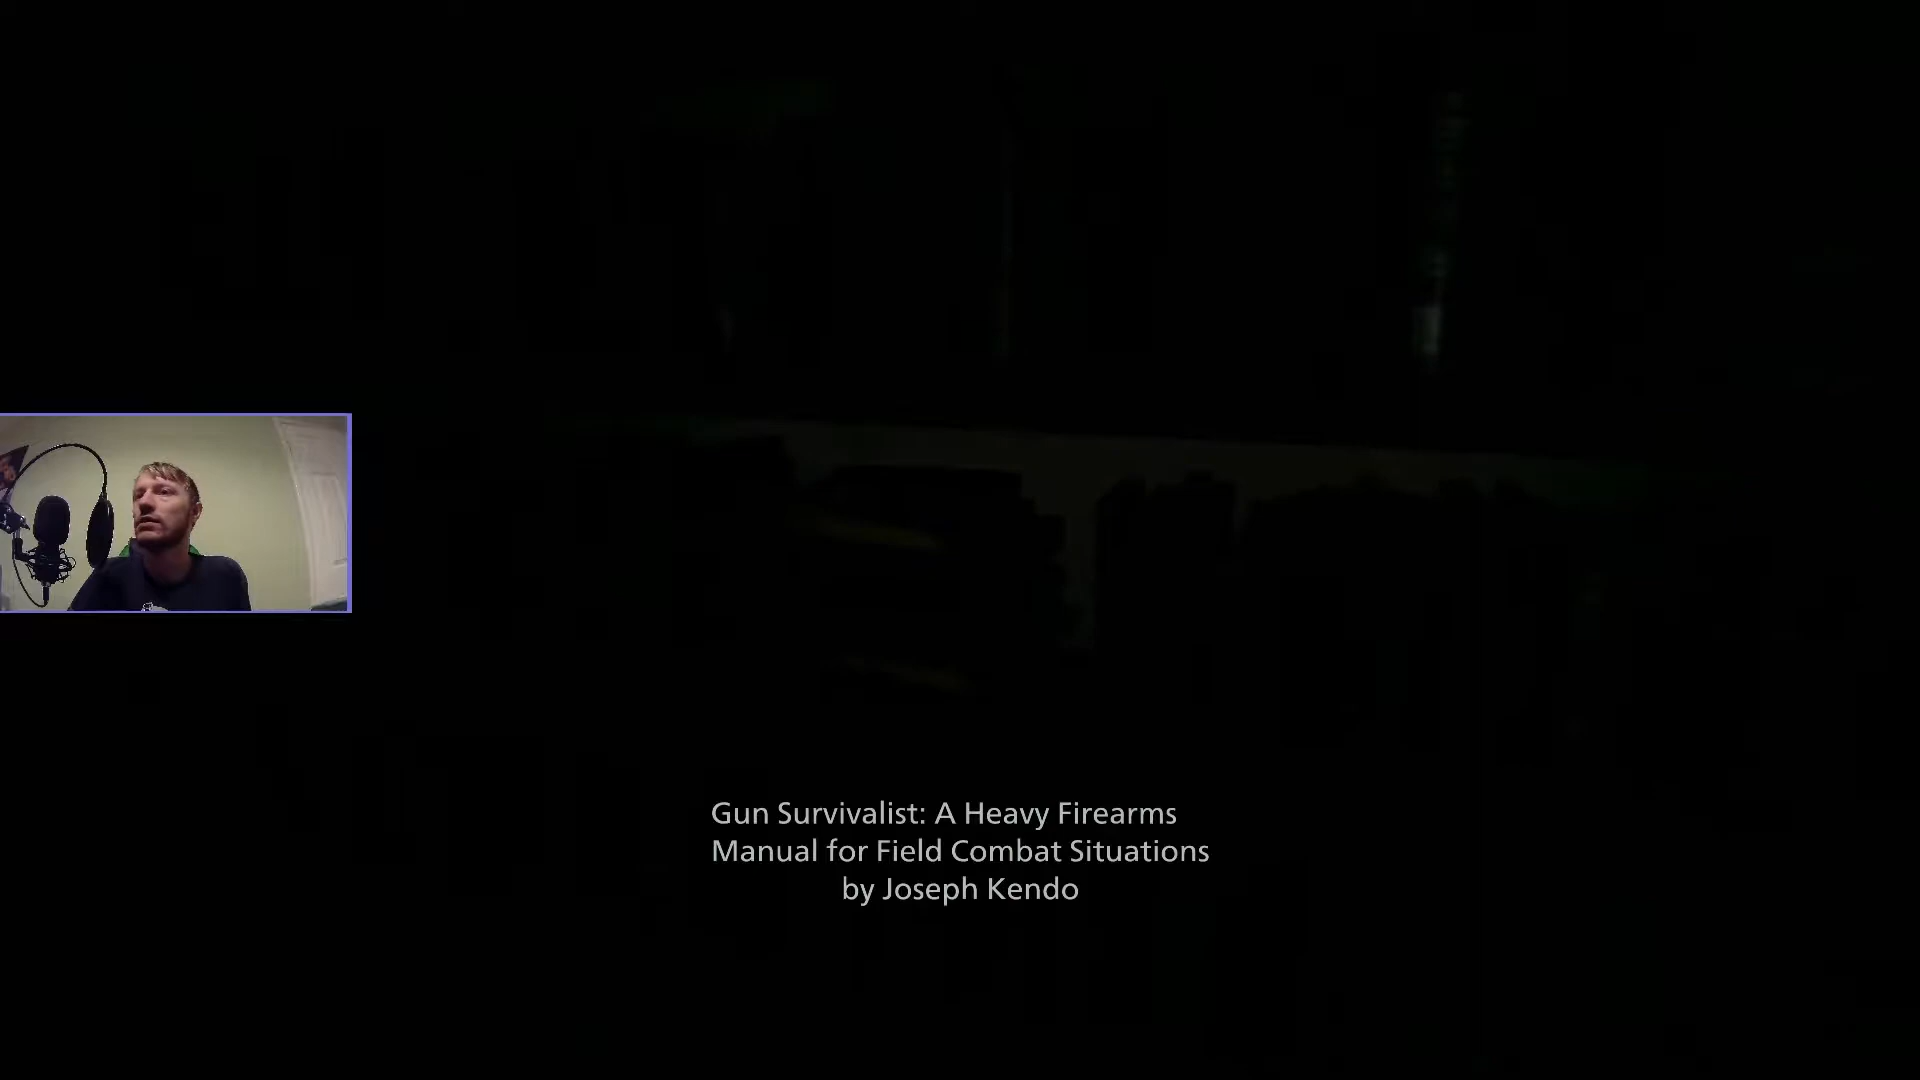 Gun Survivalist: A Heavy Firearms
Manual for Field Combat Situations
by Joseph Kendo